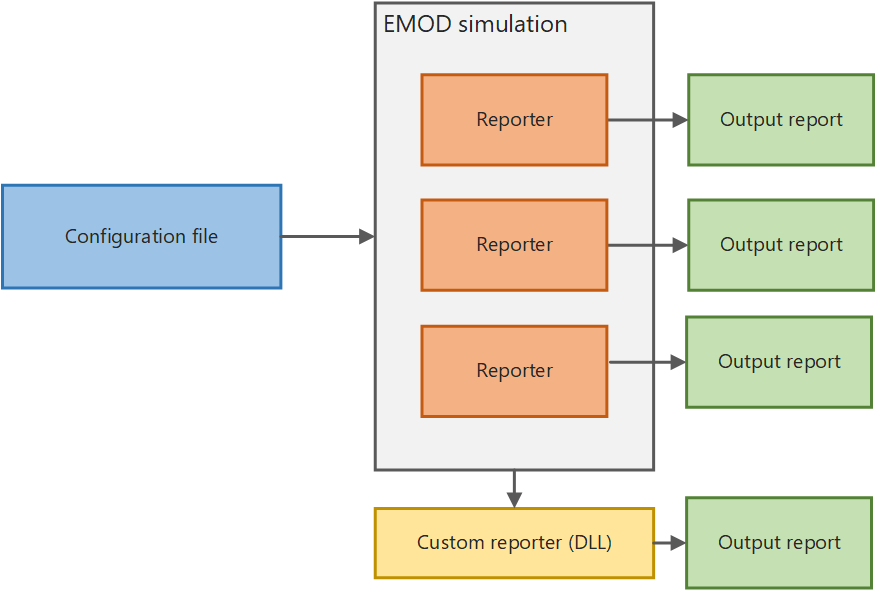 EMOD simulation
Reporter
Output report
Configuration file
Reporter
Output report
Reporter
Output report
Custom reporter (DLL)
Output report